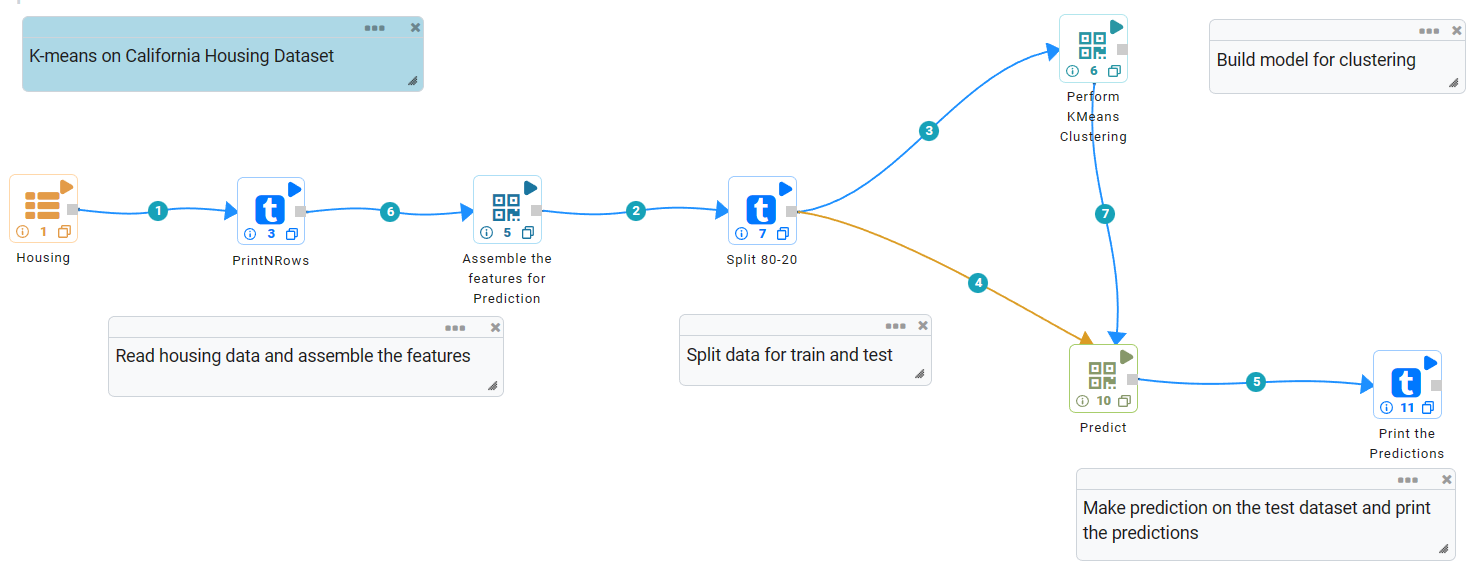 K-means on California Housing Dataset
Build model for clustering
6
Perform
KMeans
Clustering
3
1
Housing
1
t
3
PrintNRows
6
5
Assemble the
features for
Prediction
2
t
7
Split 80-20
7
4
Read housing data and assemble the features
Split data for train and test
10
Predict
5
t
11
Print the
Predictions
Make prediction on the test dataset and print
the predictions